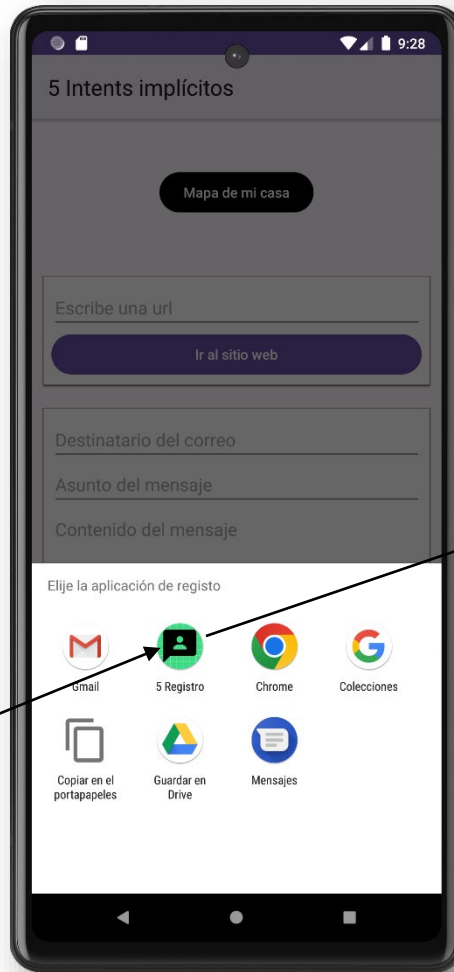 9:28
5 Intents implícitos
Mapa de mi casa
Escribe una url
Ir al sitio web
Destinatario del correo
Asunto del mensaje
Contenido del mensaje
Elije la aplicación de registo
Gmail
5 Registro
Chrome
Colecciones
Copiar en el
portapapeles
Guardar en
Drive
Mensajes